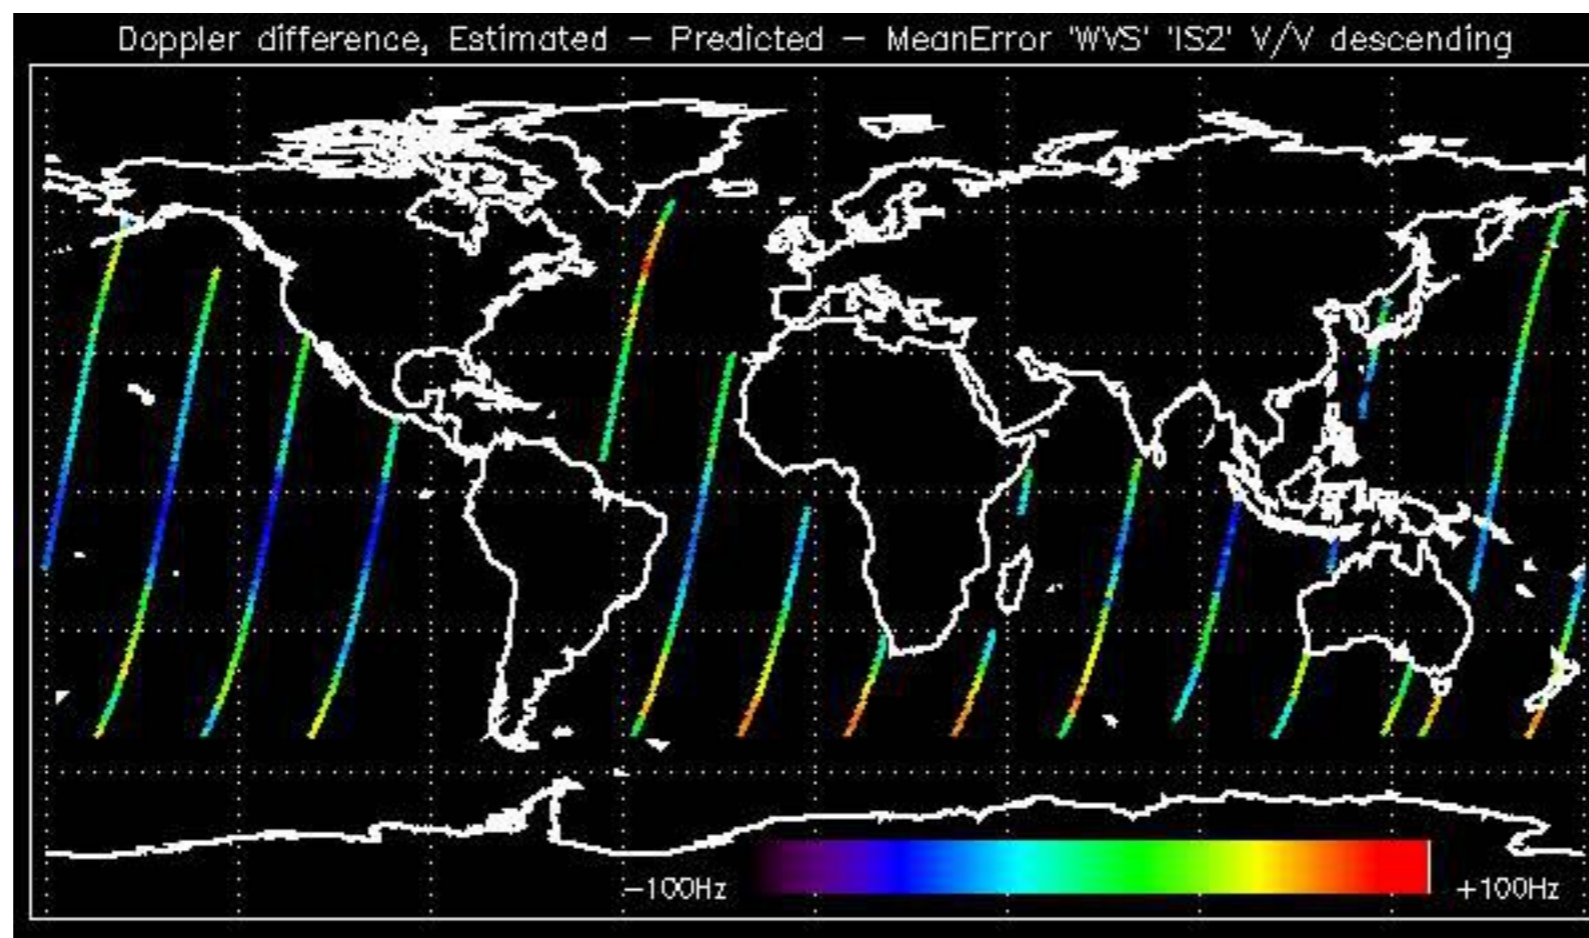 Doppler difference, Estimated – Predicted – MeanError 'WVS' 'IS2' V/V descending
-100Hz +100Hz